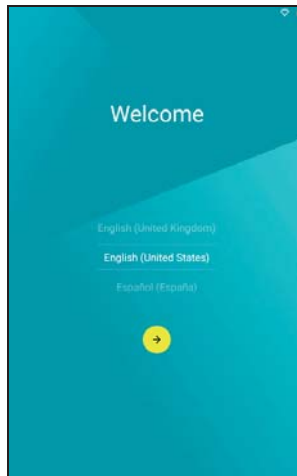 Welcome
English (United Kingdom)
English (United States)
Español (España)